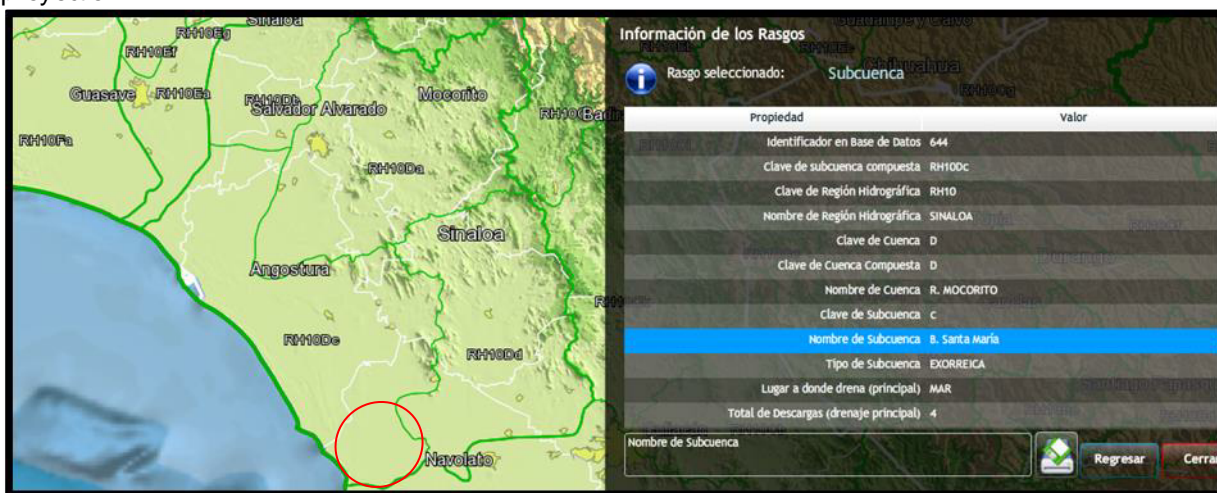 Sinaloa
RH10Eg
RH10Ef
Guasave
RH10Ea
RH10Db
Salvador Alvarado
Mocorito
RH10Fa
RH10Da
Sinaloa
Angostura
RH10Dc
RH10Dd
Navolato
Información de los Rasgos
Rasgo seleccionado: Subcuenca
Propiedad Valor
Identificador en Base de Datos 644
Clave de subcuenca compuesta RH10Dc
Clave de Región Hidrográfica RH10
Nombre de Región Hidrográfica SINALOA
Clave de Cuenca D
Clave de Cuenca Compuesta D
Nombre de Cuenca R. MOCORITO
Clave de Subcuenca c
Nombre de Subcuenca B. Santa María
Tipo de Subcuenca EXORREICA
Lugar a donde drena (principal) MAR
Total de Descargas (drenaje principal) 4
Nombre de Subcuenca
Regresar
Cerrar